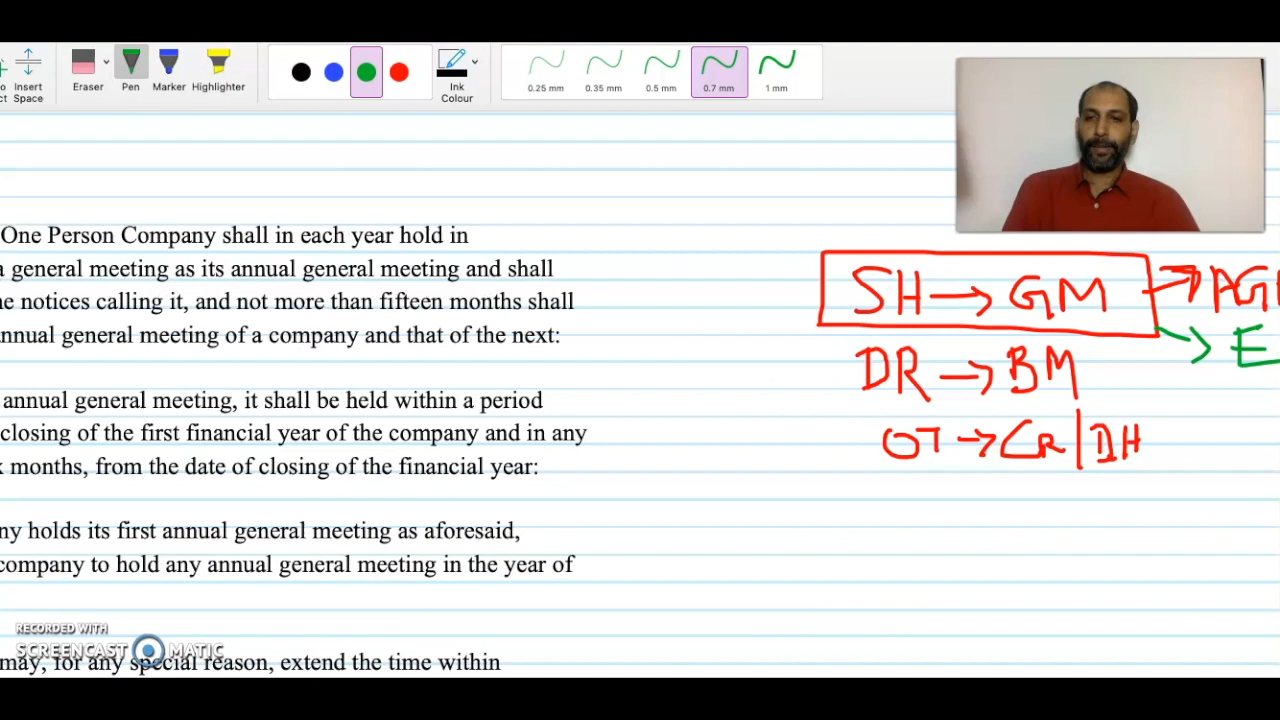 Insert Space
Eraser
Pen
Marker
Highlighter
Ink Colour
0.25 mm
0.35 mm
0.5 mm
0.7 mm
1 mm
One Person Company shall in each year hold in
a general meeting as its annual general meeting and shall
notices calling it, and not more than fifteen months shall
annual general meeting of a company and that of the next:
annual general meeting, it shall be held within a period
closing of the first financial year of the company and in any
months, from the date of closing of the financial year:
holds its first annual general meeting as aforesaid,
company to hold any annual general meeting in the year of
may, for any special reason, extend the time within
SH → GM → AGM
→ E
DR → BM
OT → CR | DH
RECORDED WITH
SCREENCAST MATIC